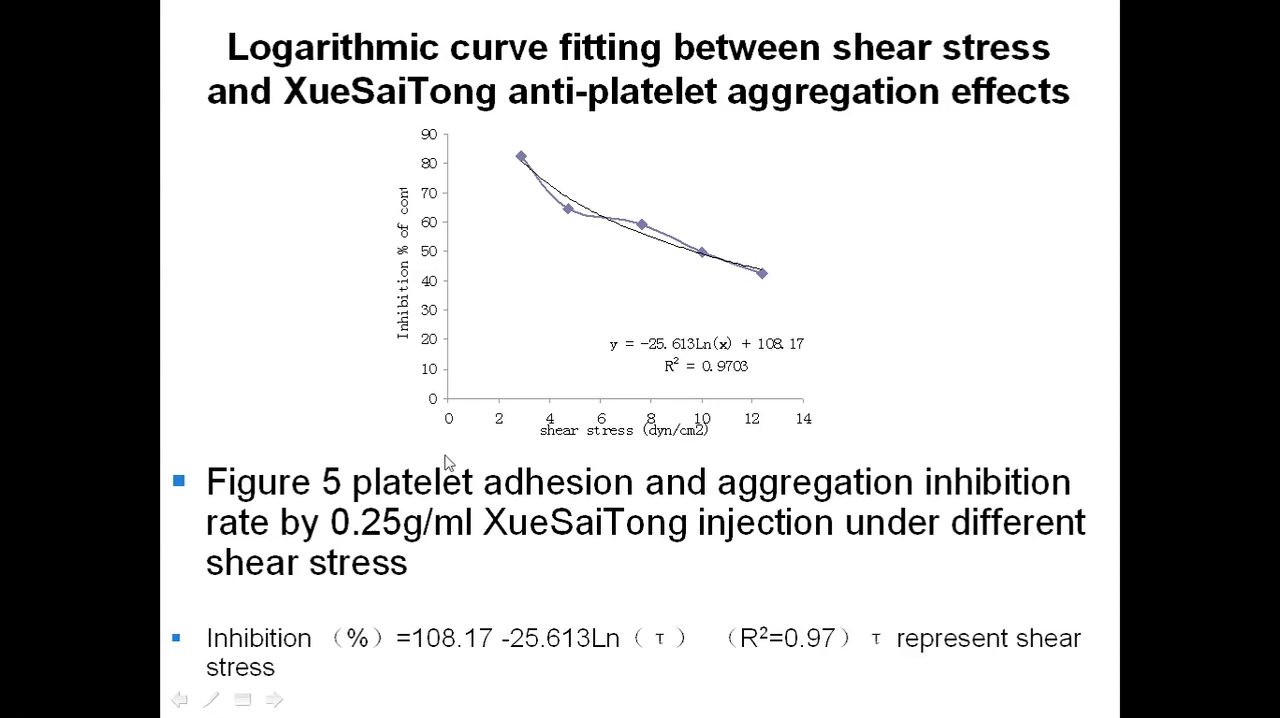 Logarithmic curve fitting between shear stress
and XueSaiTong anti-platelet aggregation effects
90
80
70
60
50
40
30
20
10
0
Inhibition % of
0 2 4 6 8 10 12 14
shear stress (dyn/cm2)
y = -25.613Ln(x) + 108.17
R² = 0.9703
Figure 5 platelet adhesion and aggregation inhibition
rate by 0.25g/ml XueSaiTong injection under different
shear stress
Inhibition （%）=108.17 -25.613Ln（τ） （R²=0.97）τ represent shear
stress